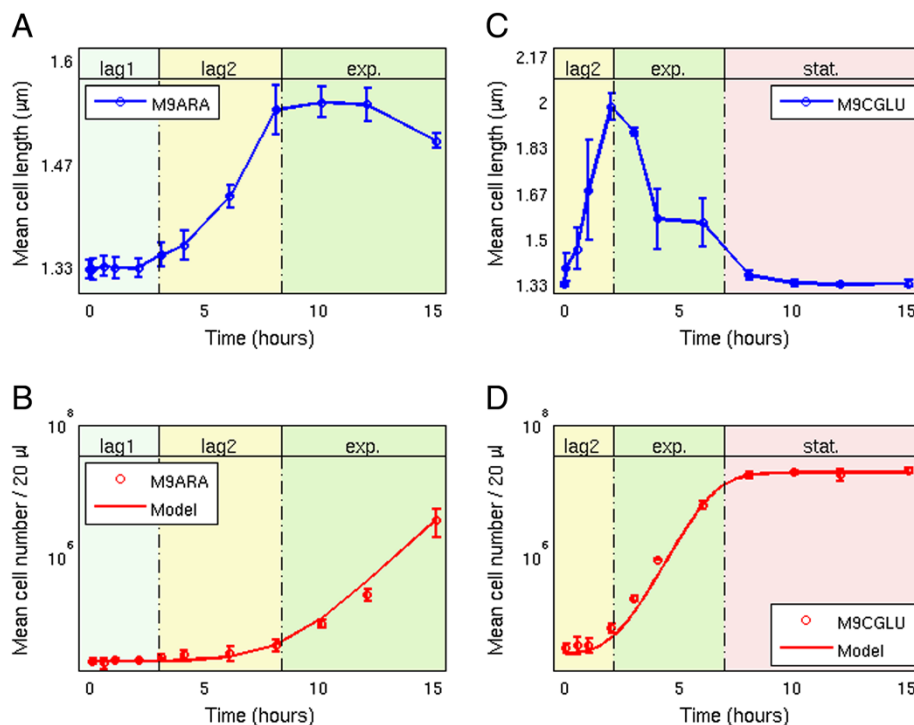 A
1.6
lag1 lag2 exp.
M9ARA
Mean cell length (µm)
1.47
1.33
0 5 10 15
Time (hours)
C
2.17
lag2 exp. stat.
M9CGLU
Mean cell length (µm)
2
1.83
1.67
1.5
1.33
0 5 10 15
Time (hours)
B
10^8
lag1 lag2 exp.
M9ARA
Model
Mean cell number / 20 µl
10^6
0 5 10 15
Time (hours)
D
10^8
lag2 exp. stat.
Mean cell number / 20 µl
10^6
M9CGLU
Model
0 5 10 15
Time (hours)